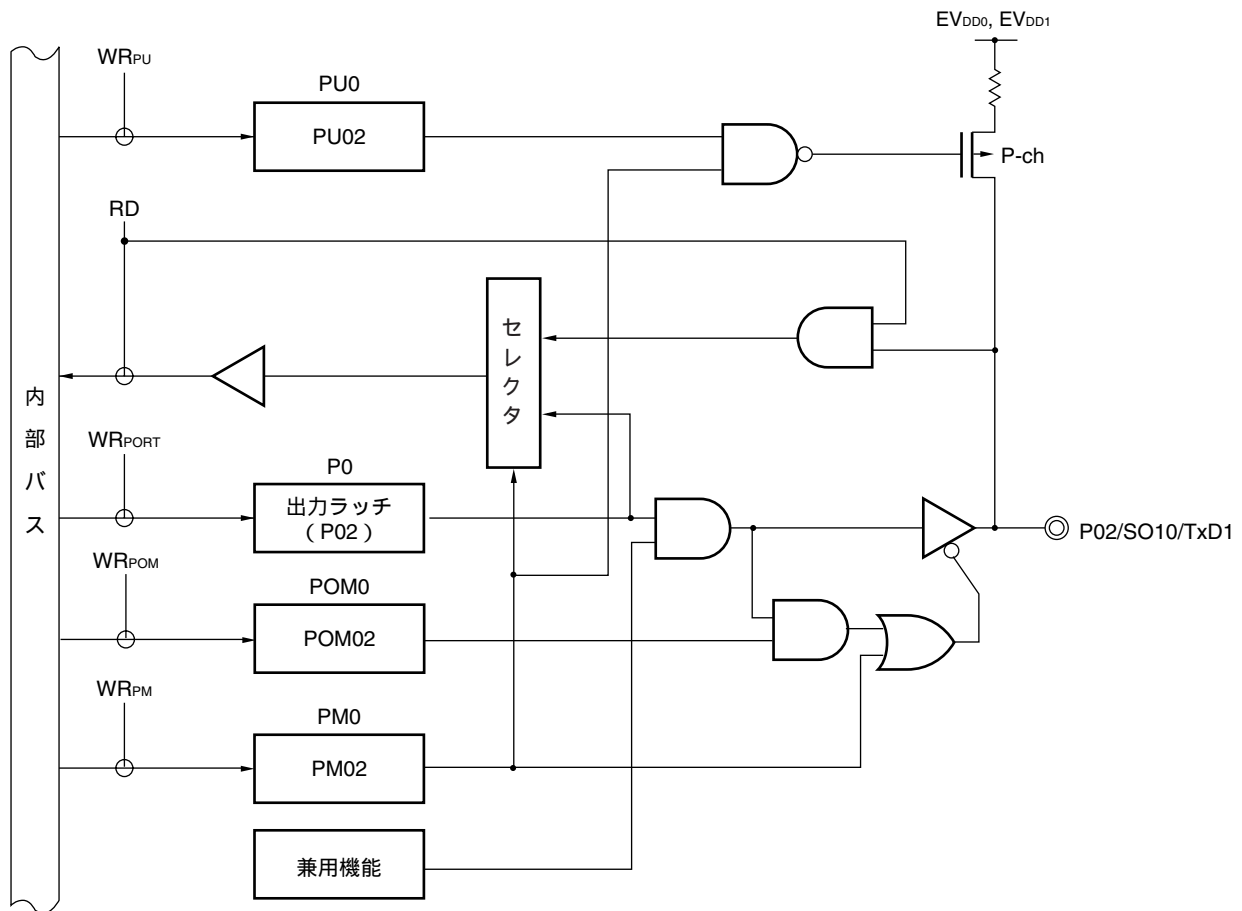 EVDD0, EVDD1
WRPU
PU0
PU02
P-ch
RD
セレクタ
内部バス
WRPORT
P0
出力ラッチ
（P02）
P02/SO10/TxD1
WRPOM
POM0
POM02
WRPM
PM0
PM02
兼用機能